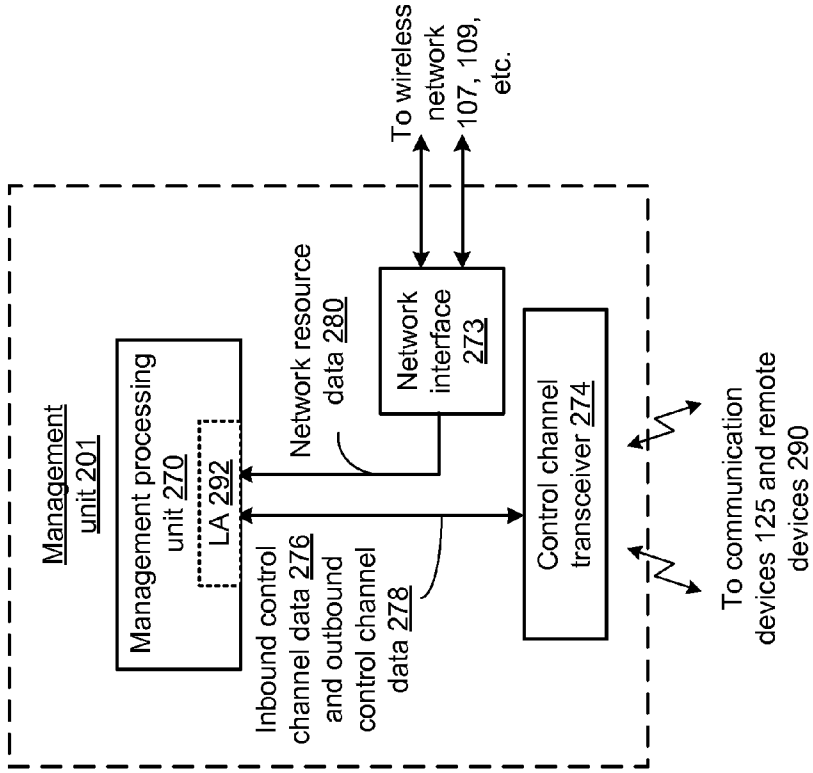 Management
unit 201
Management processing
unit 270
LA 292
Inbound control
channel data 276
and outbound
control channel
data 278
Network resource
data 280
Network
interface
273
To wireless
network
107, 109,
etc.
Control channel
transceiver 274
To communication
devices 125 and remote
devices 290